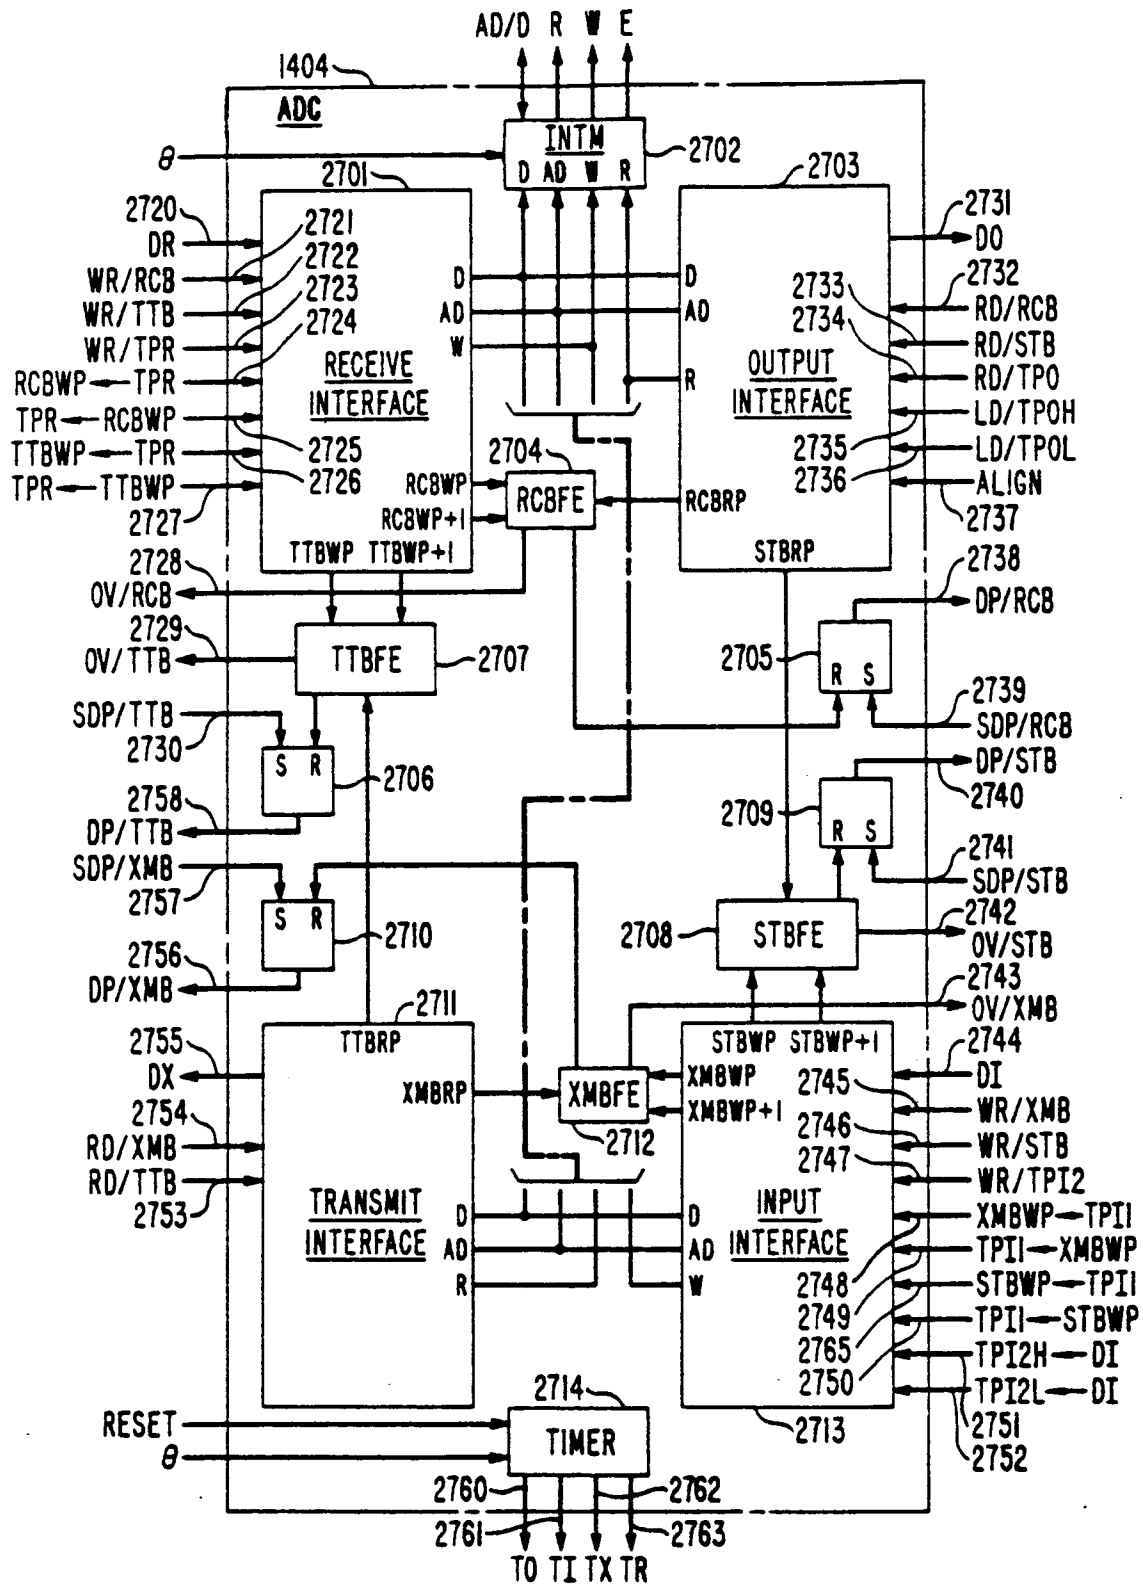 AD/D R W E
1404
ADC
θ
INTM
D AD W R
2702
2701
2703
2720
DR
2721
WR/RCB
2722
WR/TTB
2723
WR/TPR
2724
RCBWP←TPR
TPR←RCBWP
2725
TTBWP←TPR
2726
TPR←TTBWP
2727
RECEIVE
INTERFACE
D
AD
W
RCBWP
RCBWP+1
TTBWP TTBWP+1
OUTPUT
INTERFACE
D
AD
R
RCBRP
STBRP
2731
DO
2732
RD/RCB
2733
RD/STB
2734
RD/TPO
LD/TPOH
2735
LD/TPOL
2736
ALIGN
2737
2704
RCBFE
2728
OV/RCB
2729
OV/TTB
TTBFE
2707
SDP/TTB
2730
S R
2706
2758
DP/TTB
SDP/XMB
2757
S R
2710
2756
DP/XMB
2738
DP/RCB
2705
R S
2739
SDP/RCB
DP/STB
2740
2709
R S
2741
SDP/STB
2708
STBFE
2742
OV/STB
2743
OV/XMB
2711
TTBRP
2755
DX
2754
RD/XMB
RD/TTB
2753
XMBRP
TRANSMIT
INTERFACE
D
AD
R
XMBFE
2712
STBWP STBWP+1
XMBWP
XMBWP+1
INPUT
INTERFACE
D
AD
W
2744
DI
2745
WR/XMB
2746
WR/STB
2747
WR/TPI2
XMBWP←TPI1
2748
TPI1←XMBWP
2749
STBWP←TPI1
2765
TPI1←STBWP
2750
TPI2H←DI
2751
TPI2L←DI
2752
2713
RESET
θ
2714
TIMER
2760
2761
2762
2763
TO TI TX TR